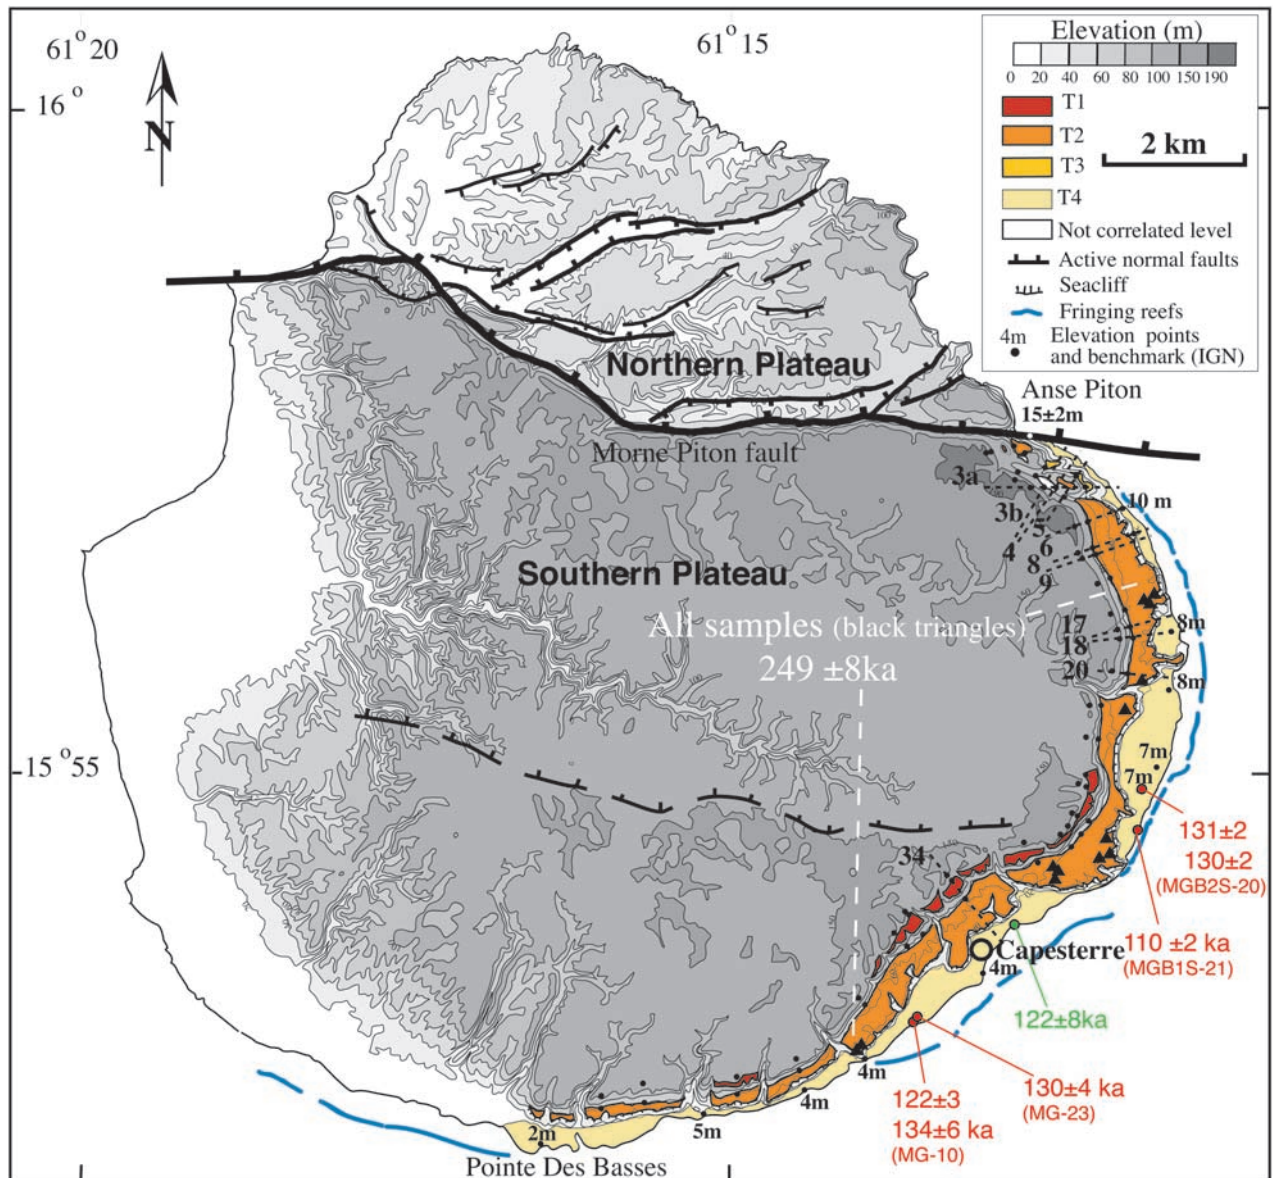 61° 20
61° 15
16°
N
15° 55
Elevation (m)
0 20 40 60 80 100 150 190
T1
T2
T3
T4
2 km
Not correlated level
Active normal faults
Seacliff
Fringing reefs
4m Elevation points
and benchmark (IGN)
Northern Plateau
Anse Piton
15±2m
Morne Piton fault
3a
10 m
3b
5
4
6
8
9
Southern Plateau
All samples (black triangles)
249 ±8ka
17
18
20
8m
8m
7m
7m
131±2
130±2
(MGB2S-20)
34
110 ±2 ka
(MGB1S-21)
Capesterre
4m
122±8ka
4m
130±4 ka
(MG-23)
122±3
134±6 ka
(MG-10)
4m
5m
2m
Pointe Des Basses